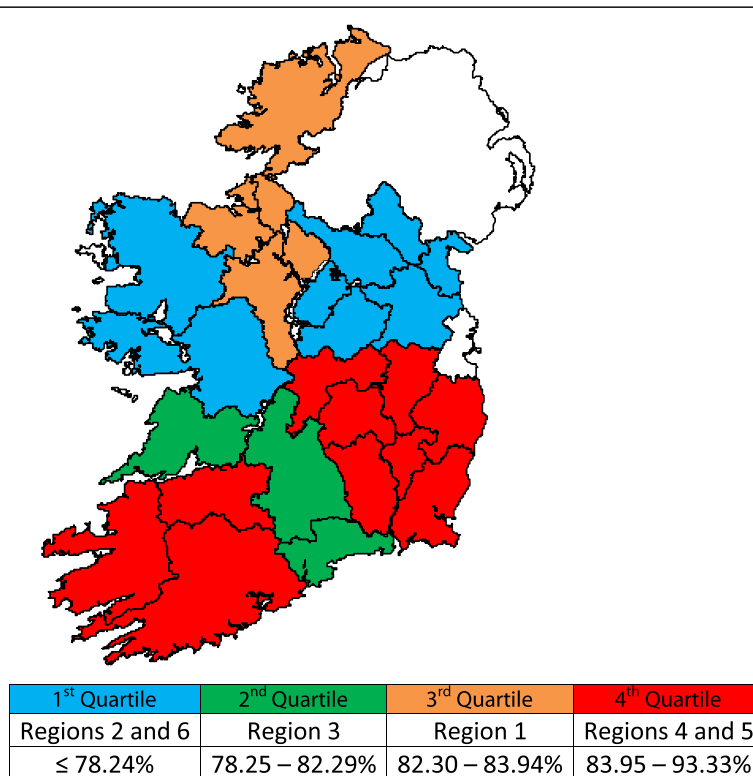 1st Quartile 2nd Quartile 3rd Quartile 4th Quartile
Regions 2 and 6 Region 3 Region 1 Regions 4 and 5
≤ 78.24% 78.25 – 82.29% 82.30 – 83.94% 83.95 – 93.33%